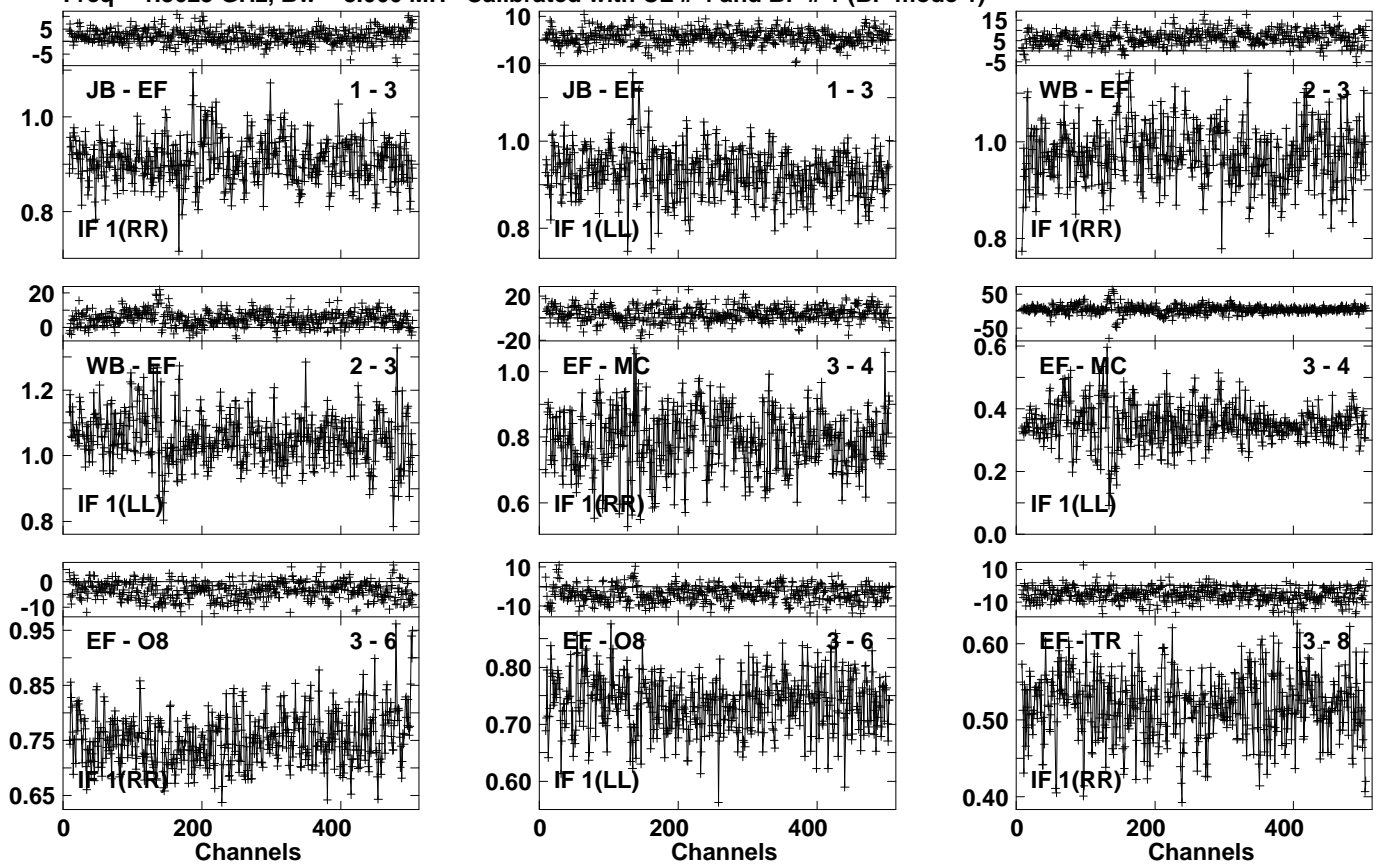 Calibrated with
JB - EF 1 - 3
IF 1(RR)
5
-5
1.0
0.8
JB - EF 1 - 3
IF 1(LL)
10
-10
1.0
0.8
WB - EF 2 - 3
IF 1(RR)
15
5
-5
1.0
0.8
WB - EF 2 - 3
IF 1(LL)
20
0
1.2
1.0
0.8
EF - MC 3 - 4
IF 1(RR)
20
-20
1.0
0.8
0.6
EF - MC 3 - 4
IF 1(LL)
50
-50
0.6
0.4
0.2
0.0
EF - O8 3 - 6
IF 1(RR)
0
-10
0.95
0.85
0.75
0.65
0 200 400
Channels
EF - O8 3 - 6
IF 1(LL)
10
-10
0.80
0.70
0.60
0 200 400
Channels
EF - TR 3 - 8
IF 1(RR)
10
-10
0.60
0.50
0.40
0 200 400
Channels